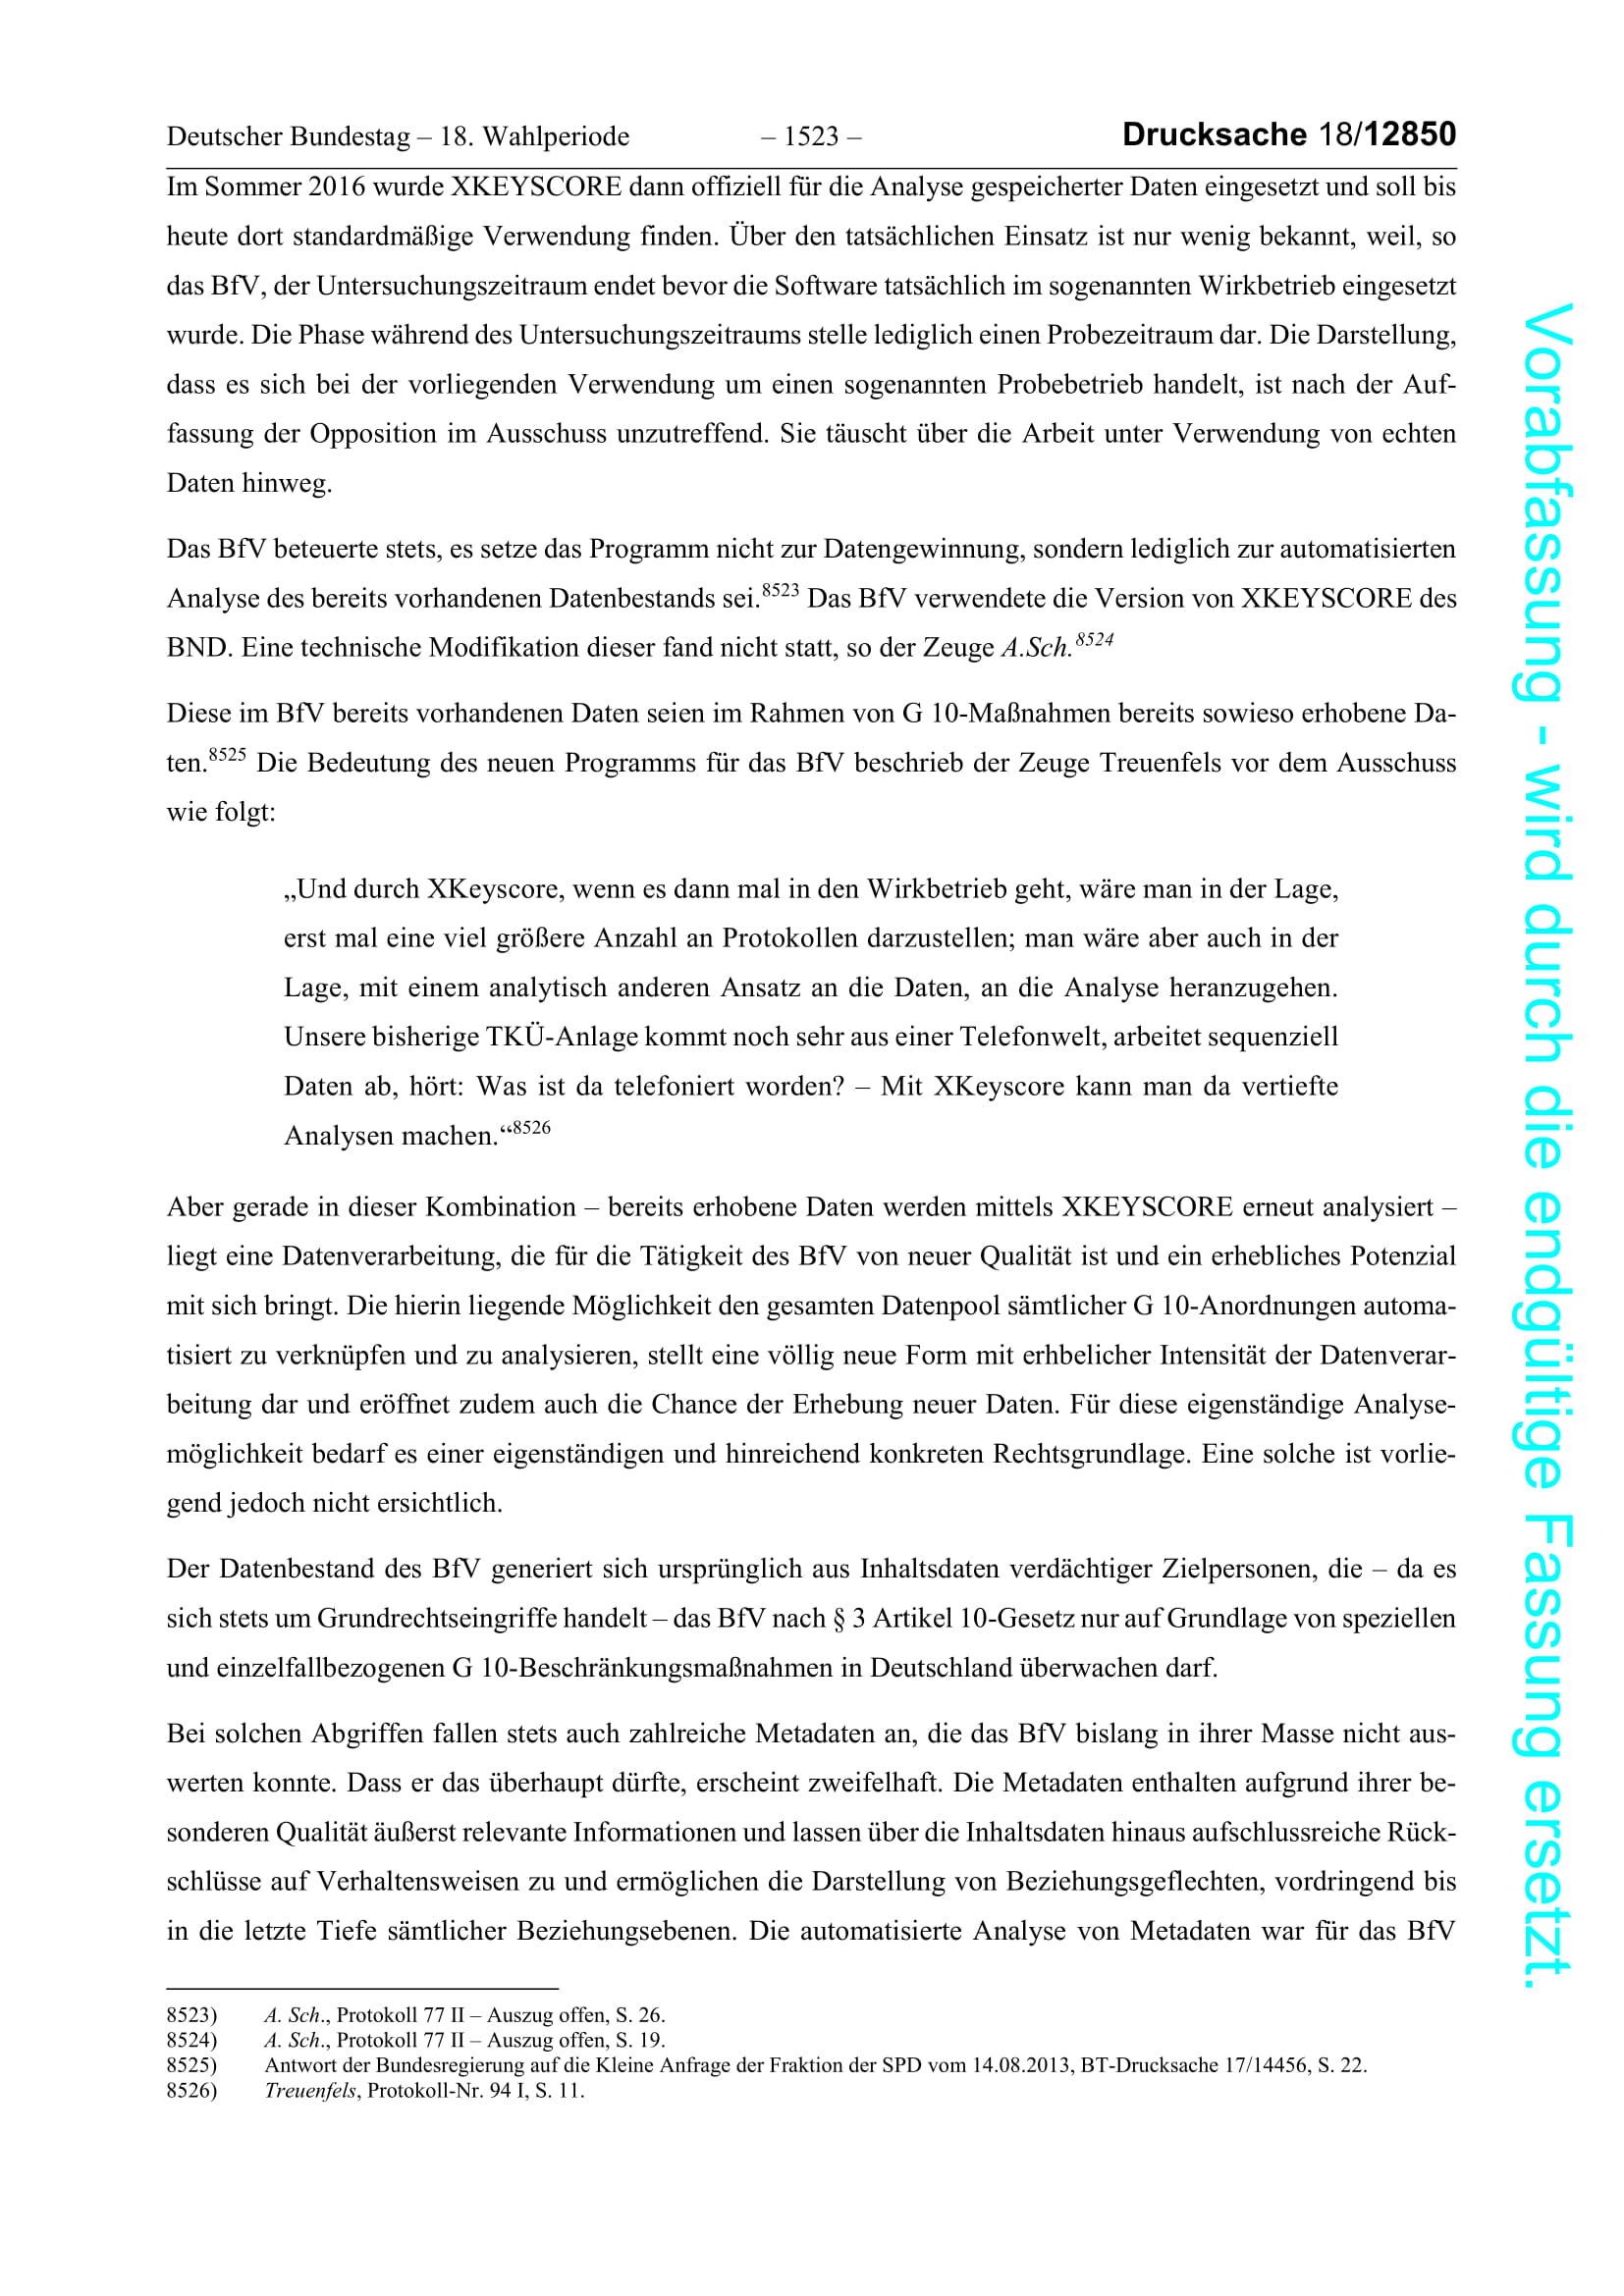 Deutscher Bundestag – 18. Wahlperiode – 1523 – Drucksache 18/12850
Im Sommer 2016 wurde XKEYSCORE dann offiziell für die Analyse gespeicherter Daten eingesetzt und soll bis
heute dort standardmäßige Verwendung finden. Über den tatsächlichen Einsatz ist nur wenig bekannt, weil, so
das BfV, der Untersuchungszeitraum endet bevor die Software tatsächlich im sogenannten Wirkbetrieb eingesetzt
wurde. Die Phase während des Untersuchungszeitraums stelle lediglich einen Probezeitraum dar. Die Darstellung,
dass es sich bei der vorliegenden Verwendung um einen sogenannten Probebetrieb handelt, ist nach der Auf-
fassung der Opposition im Ausschuss unzutreffend. Sie täuscht über die Arbeit unter Verwendung von echten
Daten hinweg.
Das BfV beteuerte stets, es setze das Programm nicht zur Datengewinnung, sondern lediglich zur automatisierten
Analyse des bereits vorhandenen Datenbestands sei.8523 Das BfV verwendete die Version von XKEYSCORE des
BND. Eine technische Modifikation dieser fand nicht statt, so der Zeuge A.Sch.8524
Diese im BfV bereits vorhandenen Daten seien im Rahmen von G 10-Maßnahmen bereits sowieso erhobene Da-
ten.8525 Die Bedeutung des neuen Programms für das BfV beschrieb der Zeuge Treuenfels vor dem Ausschuss
wie folgt:
„Und durch XKeyscore, wenn es dann mal in den Wirkbetrieb geht, wäre man in der Lage,
erst mal eine viel größere Anzahl an Protokollen darzustellen; man wäre aber auch in der
Lage, mit einem analytisch anderen Ansatz an die Daten, an die Analyse heranzugehen.
Unsere bisherige TKÜ-Anlage kommt noch sehr aus einer Telefonwelt, arbeitet sequenziell
Daten ab, hört: Was ist da telefoniert worden? – Mit XKeyscore kann man da vertiefte
Analysen machen.“8526
Aber gerade in dieser Kombination – bereits erhobene Daten werden mittels XKEYSCORE erneut analysiert –
liegt eine Datenverarbeitung, die für die Tätigkeit des BfV von neuer Qualität ist und ein erhebliches Potenzial
mit sich bringt. Die hierin liegende Möglichkeit den gesamten Datenpool sämtlicher G 10-Anordnungen automa-
tisiert zu verknüpfen und zu analysieren, stellt eine völlig neue Form mit erhbelicher Intensität der Datenverar-
beitung dar und eröffnet zudem auch die Chance der Erhebung neuer Daten. Für diese eigenständige Analyse-
möglichkeit bedarf es einer eigenständigen und hinreichend konkreten Rechtsgrundlage. Eine solche ist vorlie-
gend jedoch nicht ersichtlich.
Der Datenbestand des BfV generiert sich ursprünglich aus Inhaltsdaten verdächtiger Zielpersonen, die – da es
sich stets um Grundrechtseingriffe handelt – das BfV nach § 3 Artikel 10-Gesetz nur auf Grundlage von speziellen
und einzelfallbezogenen G 10-Beschränkungsmaßnahmen in Deutschland überwachen darf.
Bei solchen Abgriffen fallen stets auch zahlreiche Metadaten an, die das BfV bislang in ihrer Masse nicht aus-
werten konnte. Dass er das überhaupt dürfte, erscheint zweifelhaft. Die Metadaten enthalten aufgrund ihrer be-
sonderen Qualität äußerst relevante Informationen und lassen über die Inhaltsdaten hinaus aufschlussreiche Rück-
schlüsse auf Verhaltensweisen zu und ermöglichen die Darstellung von Beziehungsgeflechten, vordringend bis
in die letzte Tiefe sämtlicher Beziehungsebenen. Die automatisierte Analyse von Metadaten war für das BfV
8523) A. Sch., Protokoll 77 II – Auszug offen, S. 26.
8524) A. Sch., Protokoll 77 II – Auszug offen, S. 19.
8525) Antwort der Bundesregierung auf die Kleine Anfrage der Fraktion der SPD vom 14.08.2013, BT-Drucksache 17/14456, S. 22.
8526) Treuenfels, Protokoll-Nr. 94 I, S. 11.
Vorabfassung - wird durch die endgültige Fassung ersetzt.